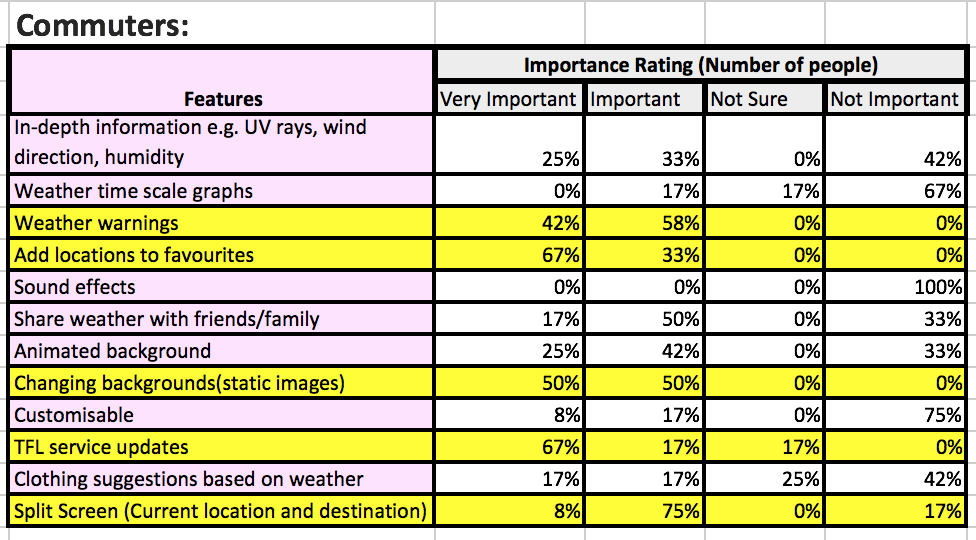 Commuters:
Importance Rating (Number of people)
Features Very Important Important Not Sure Not Important
In-depth information e.g. UV rays, wind
direction, humidity 25% 33% 0% 42%
Weather time scale graphs 0% 17% 17% 67%
Weather warnings 42% 58% 0% 0%
Add locations to favourites 67% 33% 0% 0%
Sound effects 0% 0% 0% 100%
Share weather with friends/family 17% 50% 0% 33%
Animated background 25% 42% 0% 33%
Changing backgrounds(static images) 50% 50% 0% 0%
Customisable 8% 17% 0% 75%
TFL service updates 67% 17% 17% 0%
Clothing suggestions based on weather 17% 17% 25% 42%
Split Screen (Current location and destination) 8% 75% 0% 17%